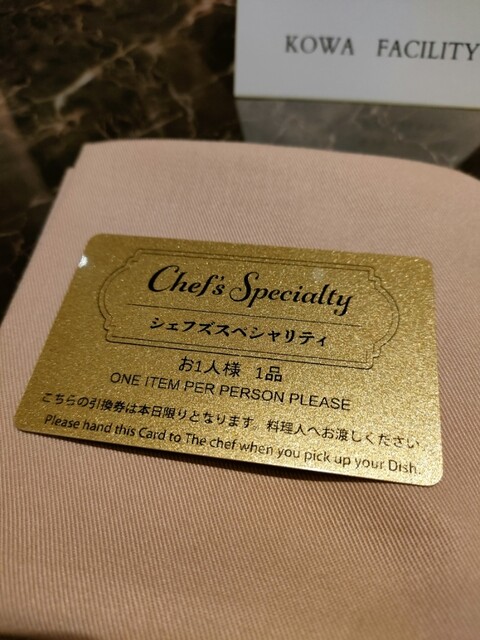 KOWA FACILITY
Chef's Specialty
シェフズスペシャリティ
お1人様 1品
ONE ITEM PER PERSON PLEASE
こちらの引換券は本日限りとなります。料理人へお渡しください
Please hand this Card to The chef when you pick up your Dish.